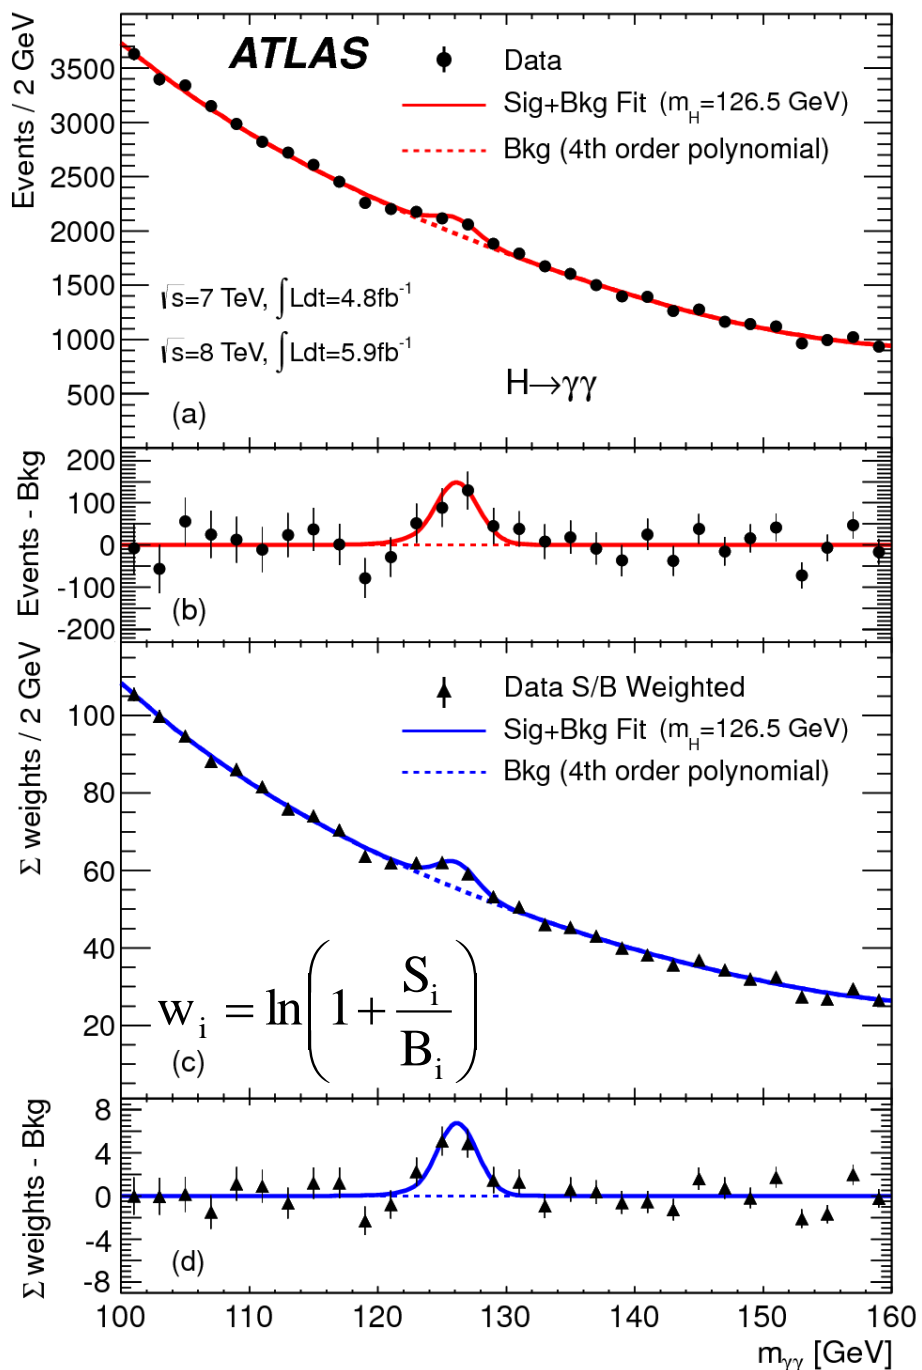 ATLAS
Data
Sig+Bkg Fit (m_H=126.5 GeV)
Bkg (4th order polynomial)
Events / 2 GeV
3500
3000
2500
2000
1500
1000
500
√s=7 TeV, ∫Ldt=4.8fb⁻¹
√s=8 TeV, ∫Ldt=5.9fb⁻¹
H→γγ
(a)
Events - Bkg
200
100
0
-100
-200
(b)
Σ weights / 2 GeV
100
80
60
40
20
Data S/B Weighted
Sig+Bkg Fit (m_H=126.5 GeV)
Bkg (4th order polynomial)
w_i = ln(1 + S_i/B_i)
(c)
Σ weights - Bkg
8
4
0
-4
-8
(d)
100 110 120 130 140 150 160
m_γγ [GeV]